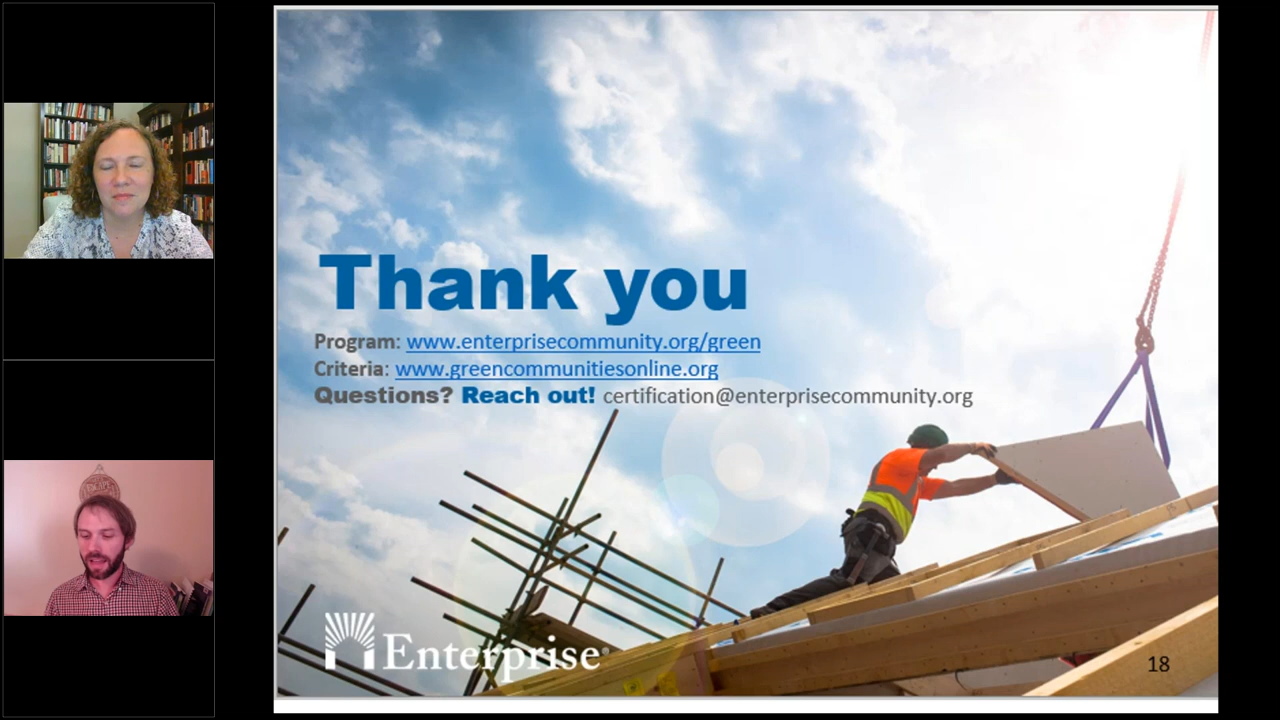 Thank you
Program: www.enterprisecommunity.org/green
Criteria: www.greencommunitiesonline.org
Questions? Reach out! certification@enterprisecommunity.org
Enterprise®
18